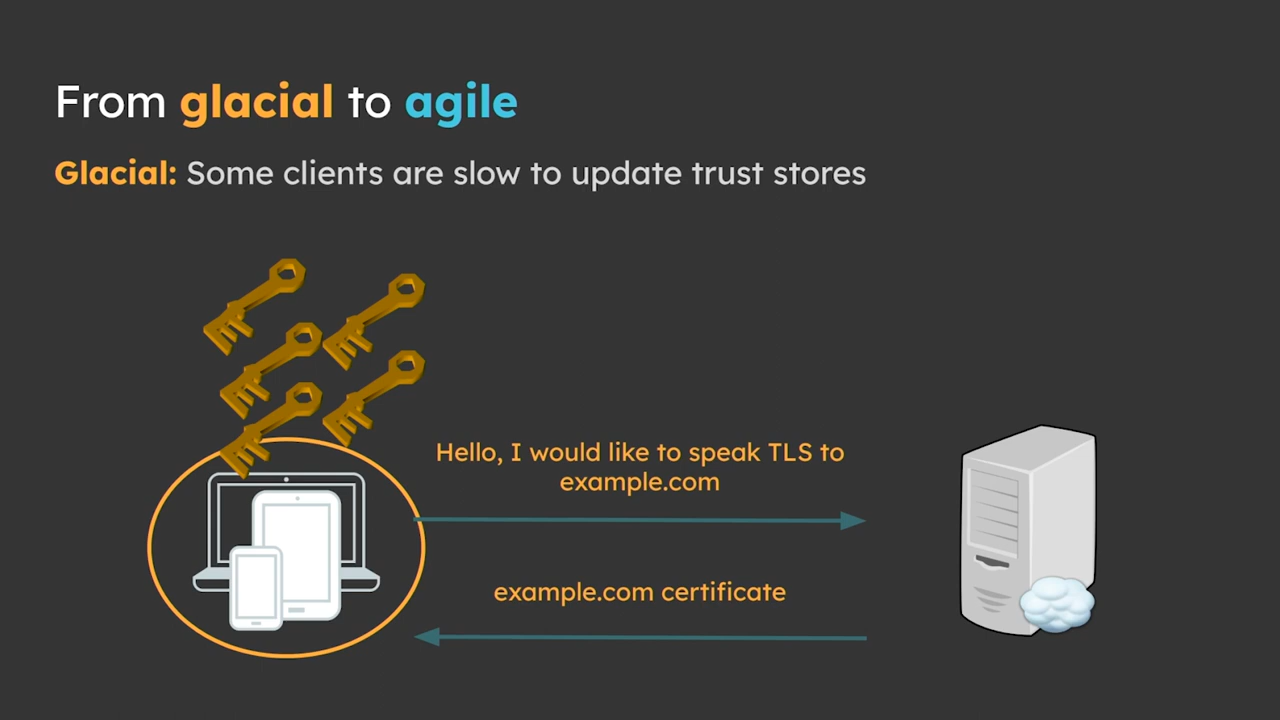 From glacial to agile
Glacial: Some clients are slow to update trust stores
Hello, I would like to speak TLS to
example.com
example.com certificate